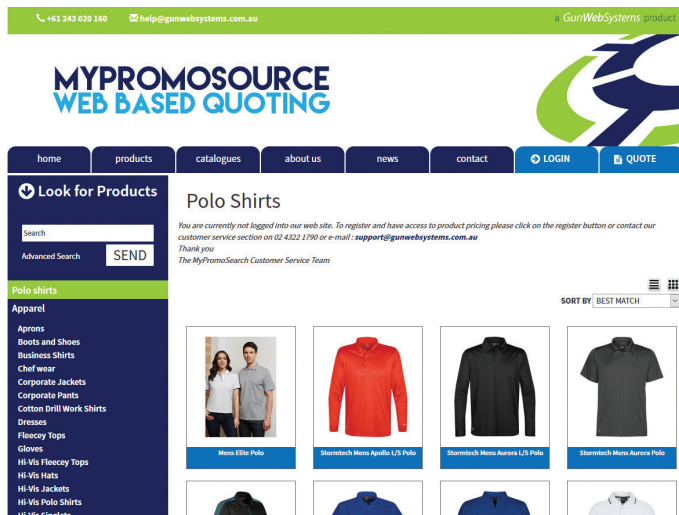 +61 243 020 160 help@gunwebsystems.com.au a GunWebSystems product
MYPROMOSOURCE
WEB BASED QUOTING
home products catalogues about us news contact LOGIN QUOTE
Look for Products
Search
Advanced Search SEND
Polo shirts
Apparel
Aprons
Boots and Shoes
Business Shirts
Chef wear
Corporate Jackets
Corporate Pants
Cotton Drill Work Shirts
Dresses
Fleecey Tops
Gloves
Hi-Vis Fleecey Tops
Hi-Vis Hats
Hi-Vis Jackets
Hi-Vis Polo Shirts
Hi-Vis Singlets
Polo Shirts
You are currently not logged into our web site. To register and have access to product pricing please click on the register button or contact our
customer service section on 02 4322 1790 or e-mail : support@gunwebsystems.com.au
Thank you
The MyPromoSearch Customer Service Team
SORT BY BEST MATCH
Mens Elite Polo
Stormtech Mens Apollo L/S Polo
Stormtech Mens Aurora L/S Polo
Stormtech Mens Aurora Polo